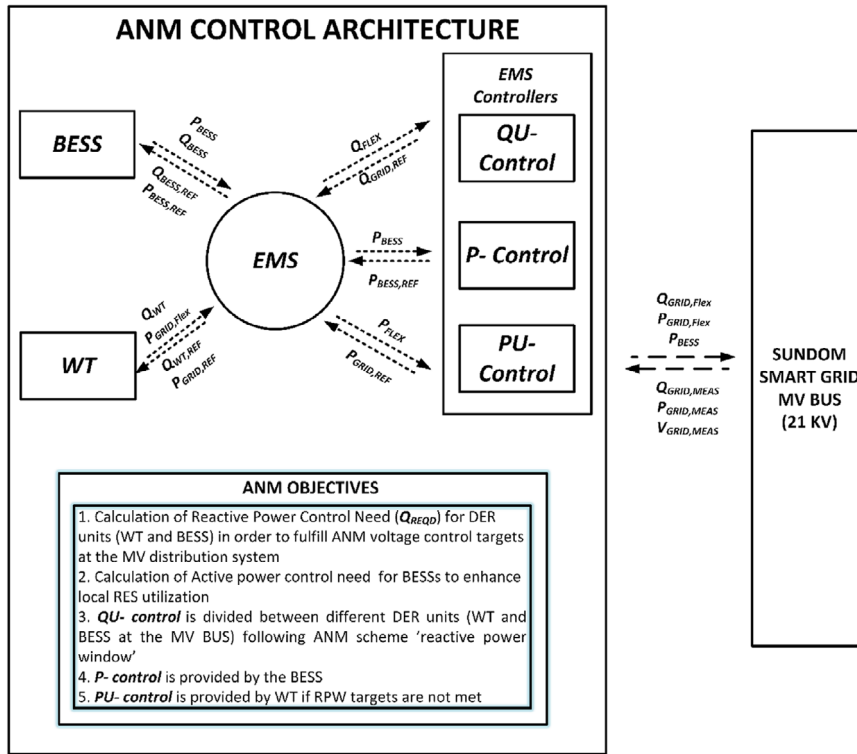 ANM CONTROL ARCHITECTURE
BESS
P_BESS
Q_BESS
Q_BESS,REF
P_BESS,REF
EMS
Controllers
Q_FLEX
Q_GRID,REF
QU-
Control
EMS
P_BESS
P_BESS,REF
P- Control
WT
Q_WT
P_GRID,Flex
Q_WT,REF
P_GRID,REF
P_FLEX
P_GRID,REF
PU-
Control
Q_GRID,Flex
P_GRID,Flex
P_BESS
Q_GRID,MEAS
P_GRID,MEAS
V_GRID,MEAS
SUNDOM
SMART GRID
MV BUS
(21 KV)
ANM OBJECTIVES
1. Calculation of Reactive Power Control Need (Q_REQD) for DER
units (WT and BESS) in order to fulfill ANM voltage control targets
at the MV distribution system
2. Calculation of Active power control need for BESSs to enhance
local RES utilization
3. QU- control is divided between different DER units (WT and
BESS at the MV BUS) following ANM scheme ‘reactive power
window’
4. P- control is provided by the BESS
5. PU- control is provided by WT if RPW targets are not met